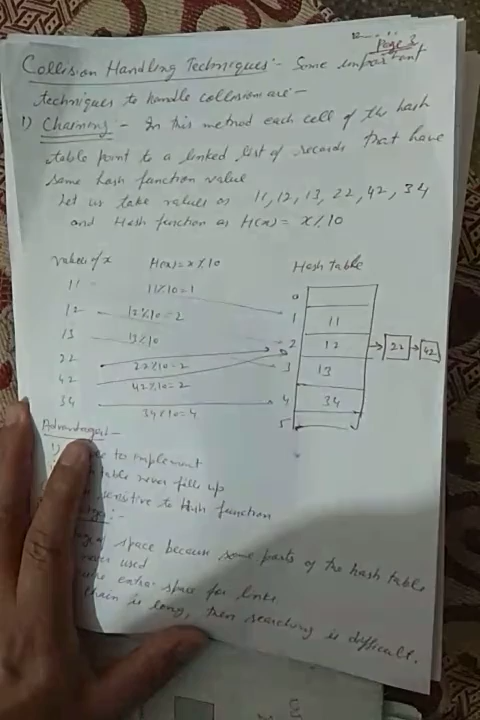 Page 3
Collision Handling Techniques:- Some important
techniques to handle collosion are:-
1) Chaining:- In this method each cell of the hash
table point to a linked list of records that have
same hash function value
Let us take values as 11, 12, 13, 22, 42, 34
and Hash function as H(x) = x%10
values of x H(x)=x%10 Hash table
0
11 11%10=1 1 11
12 12%10=2 2 12 22 42
13 13%10 3 13
22 22%10=2
42 42%10=2
34 34%10=4 4 34
5
Advantages:-
1) to implement
table never fills up
sensitive to Hash function
:-
of space because some parts of the hash table
never used
extra space for links
chain is long, then searching is difficult.